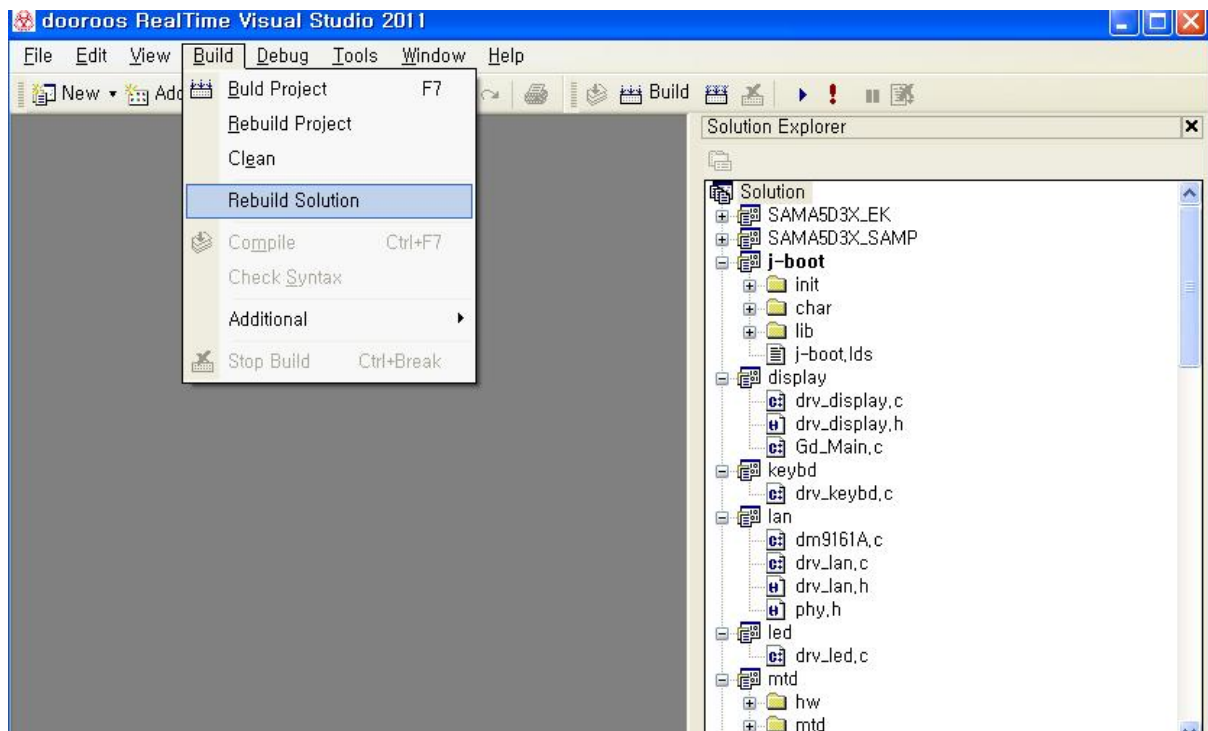 dooroos RealTime Visual Studio 2011
File Edit View Build Debug Tools Window Help
New Add Build
Buld Project F7
Rebuild Project
Clean
Rebuild Solution
Compile Ctrl+F7
Check Syntax
Additional
Stop Build Ctrl+Break
Solution Explorer
Solution
SAMA5D3X_EK
SAMA5D3X_SAMP
j-boot
init
char
lib
j-boot,lds
display
drv_display,c
drv_display,h
Gd_Main,c
keybd
drv_keybd,c
lan
dm9161A,c
drv_lan,c
drv_lan,h
phy,h
led
drv_led,c
mtd
hw
mtd